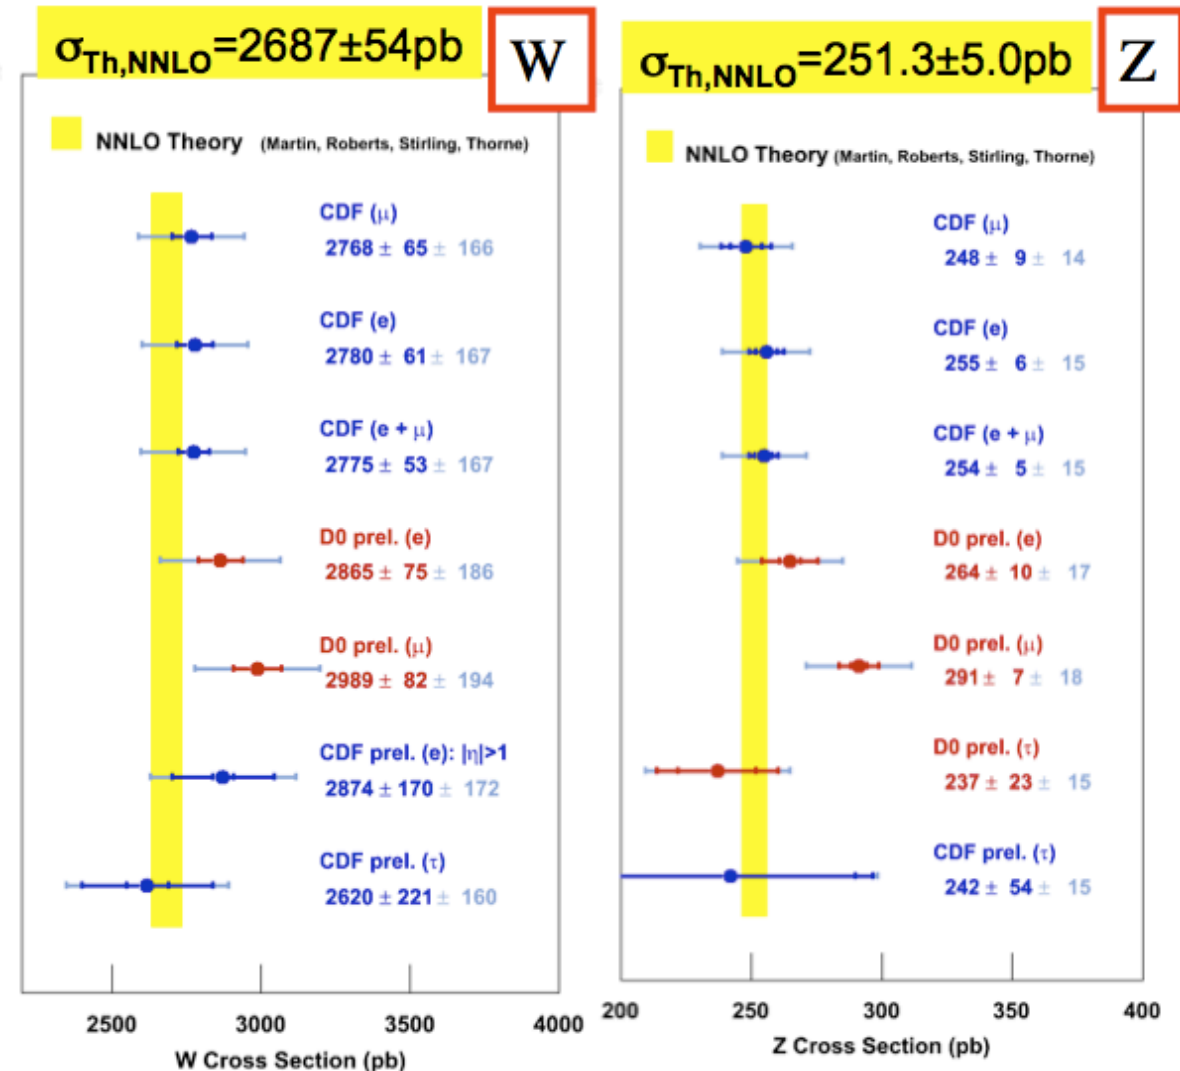 σTh,NNLO=2687±54pb
W
NNLO Theory (Martin, Roberts, Stirling, Thorne)
CDF (μ)
2768 ± 65 ± 166
CDF (e)
2780 ± 61 ± 167
CDF (e + μ)
2775 ± 53 ± 167
D0 prel. (e)
2865 ± 75 ± 186
D0 prel. (μ)
2989 ± 82 ± 194
CDF prel. (e): |η|>1
2874 ± 170 ± 172
CDF prel. (τ)
2620 ± 221 ± 160
2500 3000 3500 4000
W Cross Section (pb)
σTh,NNLO=251.3±5.0pb
Z
NNLO Theory (Martin, Roberts, Stirling, Thorne)
CDF (μ)
248 ± 9 ± 14
CDF (e)
255 ± 6 ± 15
CDF (e + μ)
254 ± 5 ± 15
D0 prel. (e)
264 ± 10 ± 17
D0 prel. (μ)
291 ± 7 ± 18
D0 prel. (τ)
237 ± 23 ± 15
CDF prel. (τ)
242 ± 54 ± 15
200 250 300 350 400
Z Cross Section (pb)